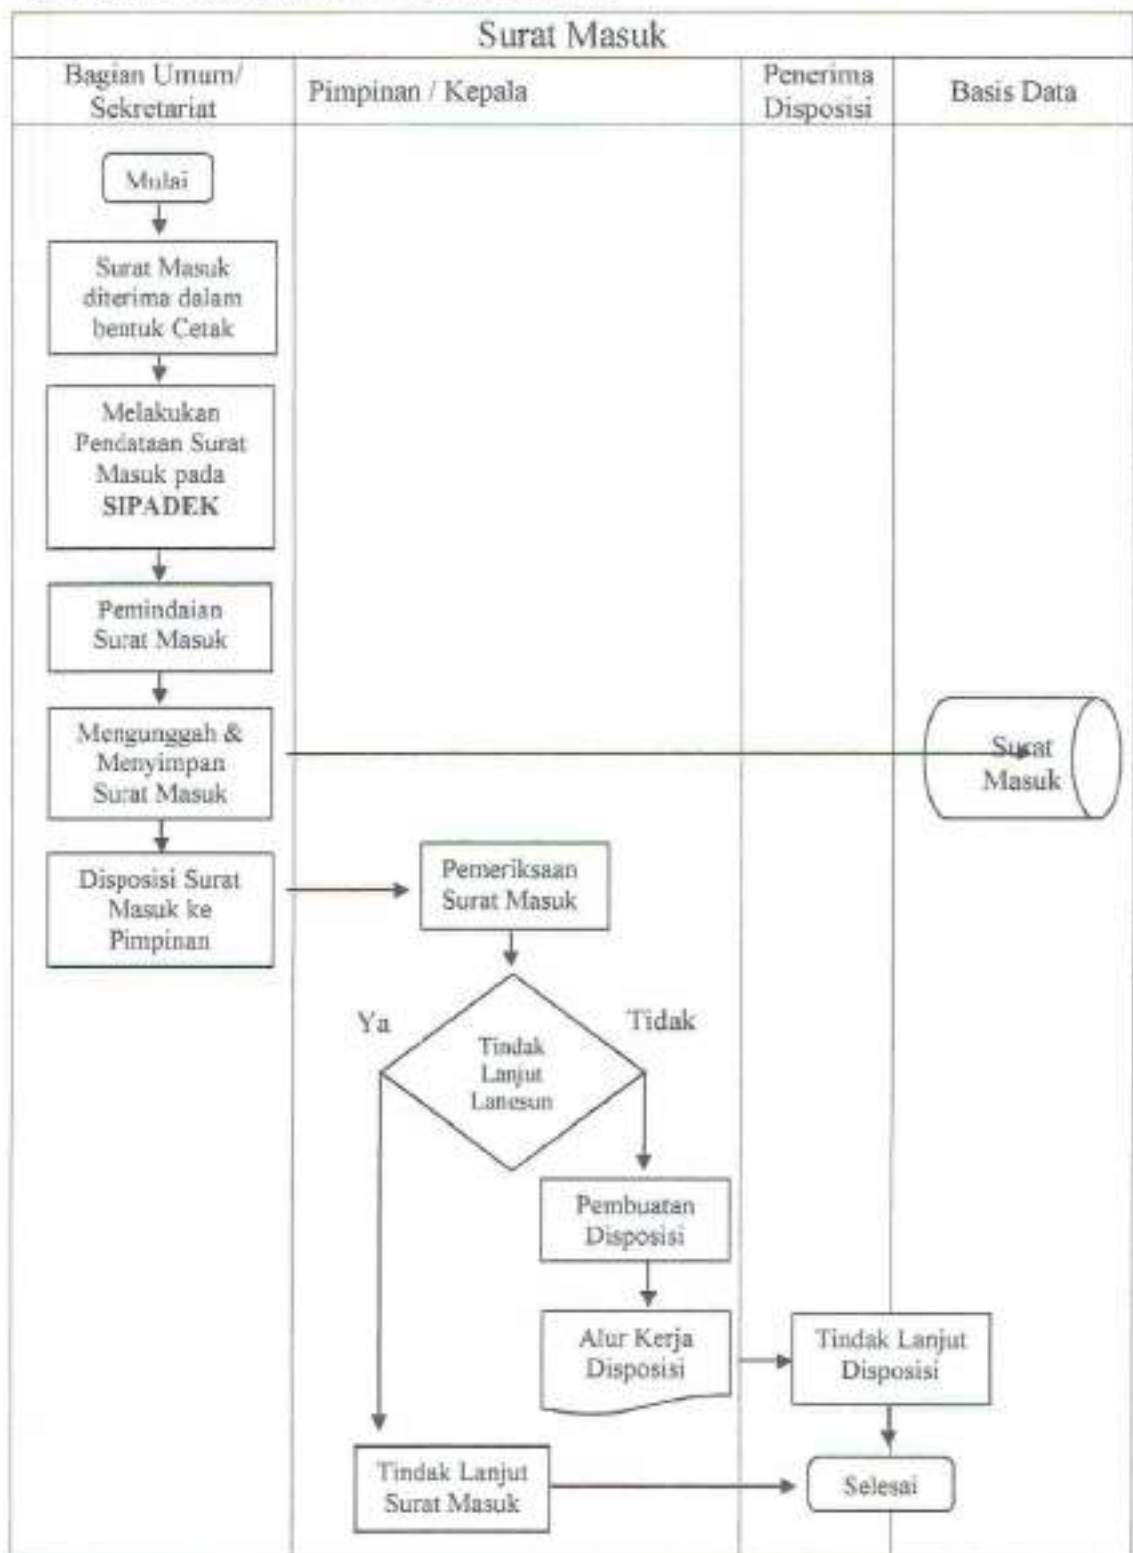 Surat Masuk
Bagian Umum/
Sekretariat
Pimpinan / Kepala
Penerima
Disposisi
Basis Data
Mulai
Surat Masuk
diterima dalam
bentuk Cetak
Melakukan
Pendataan Surat
Masuk pada
SIPADEK
Pemindaian
Surat Masuk
Mengunggah &
Menyimpan
Surat Masuk
Surat
Masuk
Disposisi Surat
Masuk ke
Pimpinan
Pemeriksaan
Surat Masuk
Ya
Tidak
Tindak
Lanjut
Lanesun
Pembuatan
Disposisi
Alur Kerja
Disposisi
Tindak Lanjut
Disposisi
Tindak Lanjut
Surat Masuk
Selesai